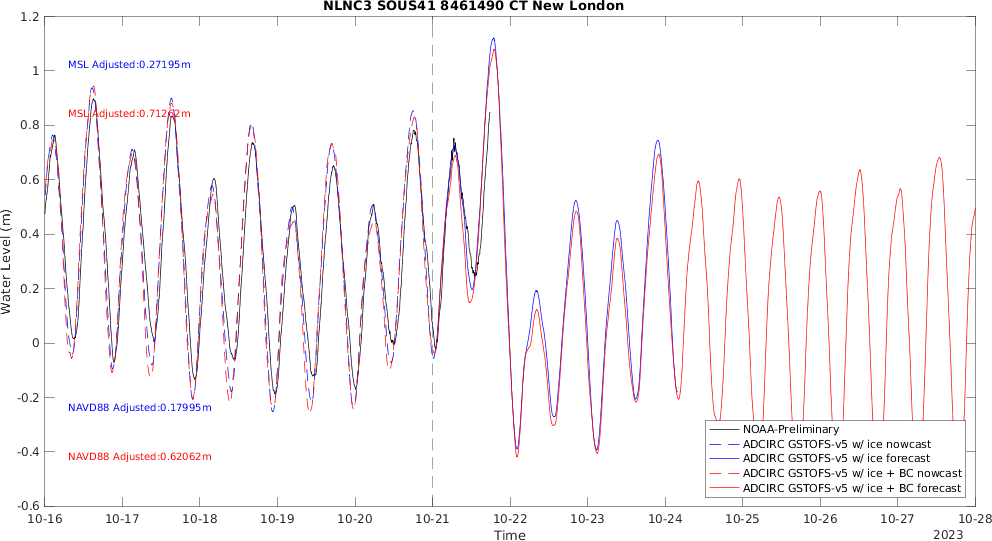 NLNC3 SOUS41 8461490 CT New London
1.2
1
0.8
0.6
0.4
0.2
0
-0.2
-0.4
-0.6
Water Level (m)
MSL Adjusted:0.27195m
MSL Adjusted:0.71262m
NAVD88 Adjusted:0.17995m
NAVD88 Adjusted:0.62062m
NOAA-Preliminary
ADCIRC GSTOFS-v5 w/ ice nowcast
ADCIRC GSTOFS-v5 w/ ice forecast
ADCIRC GSTOFS-v5 w/ ice + BC nowcast
ADCIRC GSTOFS-v5 w/ ice + BC forecast
10-16 10-17 10-18 10-19 10-20 10-21 10-22 10-23 10-24 10-25 10-26 10-27 10-28
Time
2023